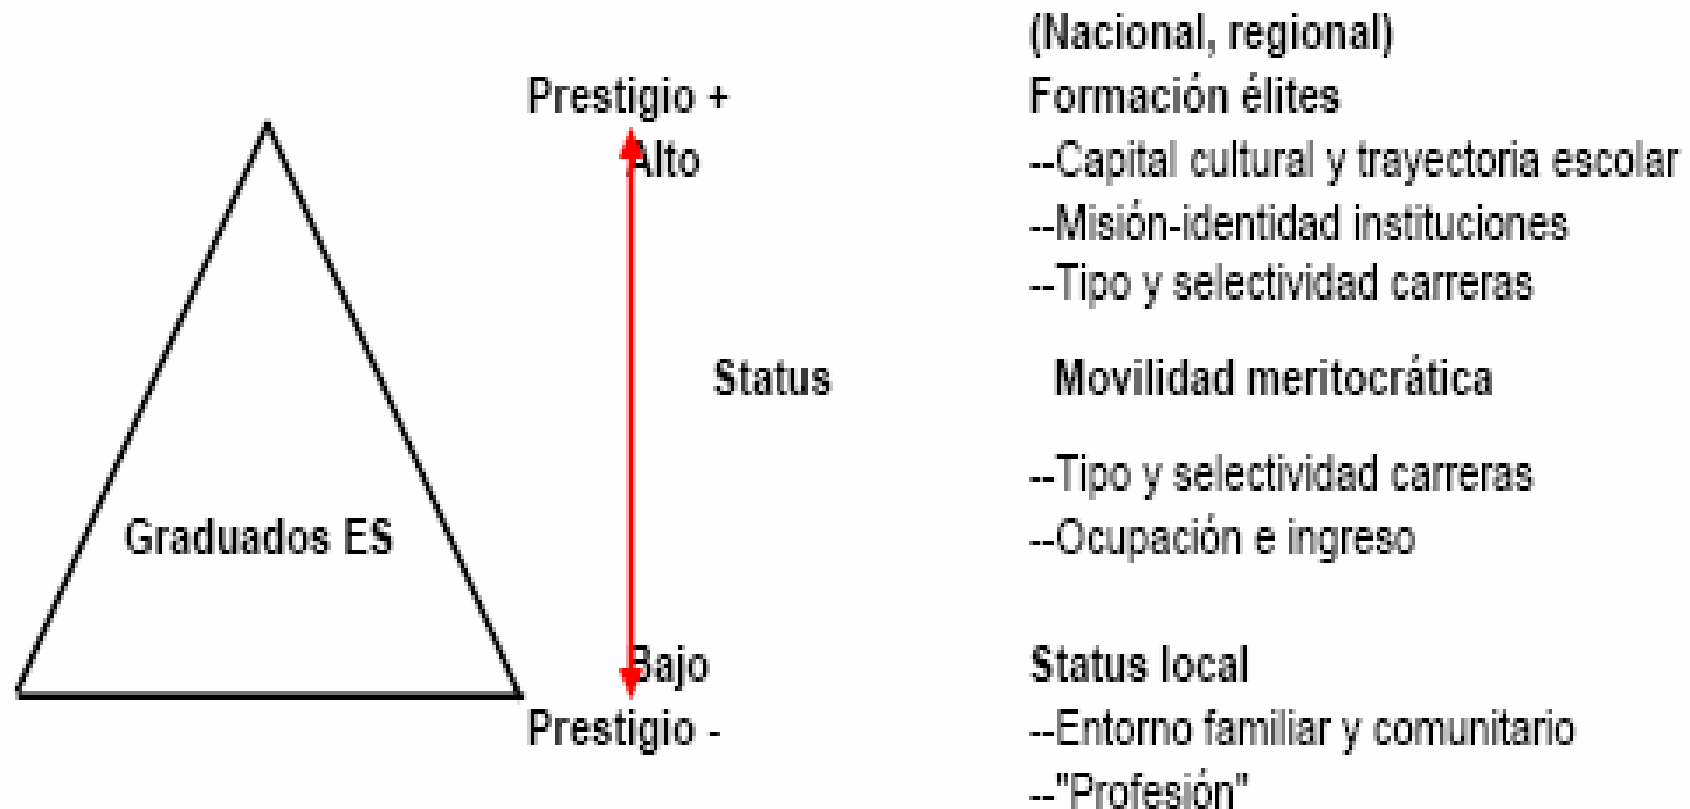 (Nacional, regional)
Prestigio + Formación élites
Alto --Capital cultural y trayectoria escolar
--Misión-identidad instituciones
--Tipo y selectividad carreras
Status Movilidad meritocrática
--Tipo y selectividad carreras
Graduados ES --Ocupación e ingreso
Bajo Status local
Prestigio - --Entorno familiar y comunitario
--"Profesión"